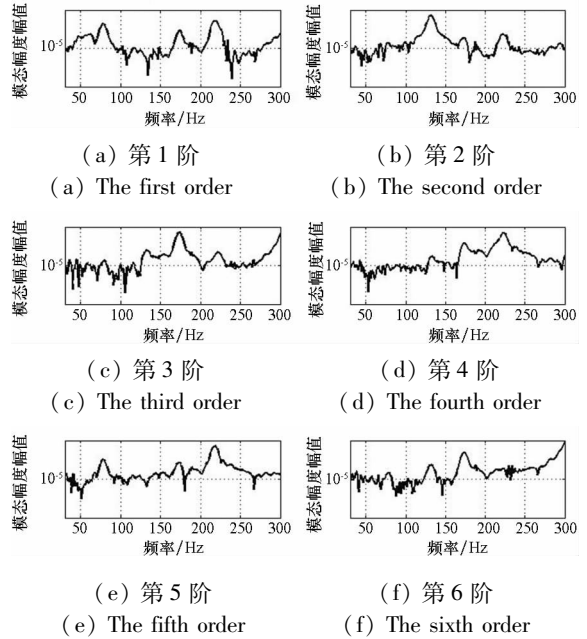 模态幅度幅值
10-5
50 100 150 200 250 300
频率/Hz
(a) 第 1 阶
(a) The first order
模态幅度幅值
10-5
50 100 150 200 250 300
频率/Hz
(b) 第 2 阶
(b) The second order
模态幅度幅值
10-5
50 100 150 200 250 300
频率/Hz
(c) 第 3 阶
(c) The third order
模态幅度幅值
10-5
50 100 150 200 250 300
频率/Hz
(d) 第 4 阶
(d) The fourth order
模态幅度幅值
10-5
50 100 150 200 250 300
频率/Hz
(e) 第 5 阶
(e) The fifth order
模态幅度幅值
10-5
50 100 150 200 250 300
频率/Hz
(f) 第 6 阶
(f) The sixth order